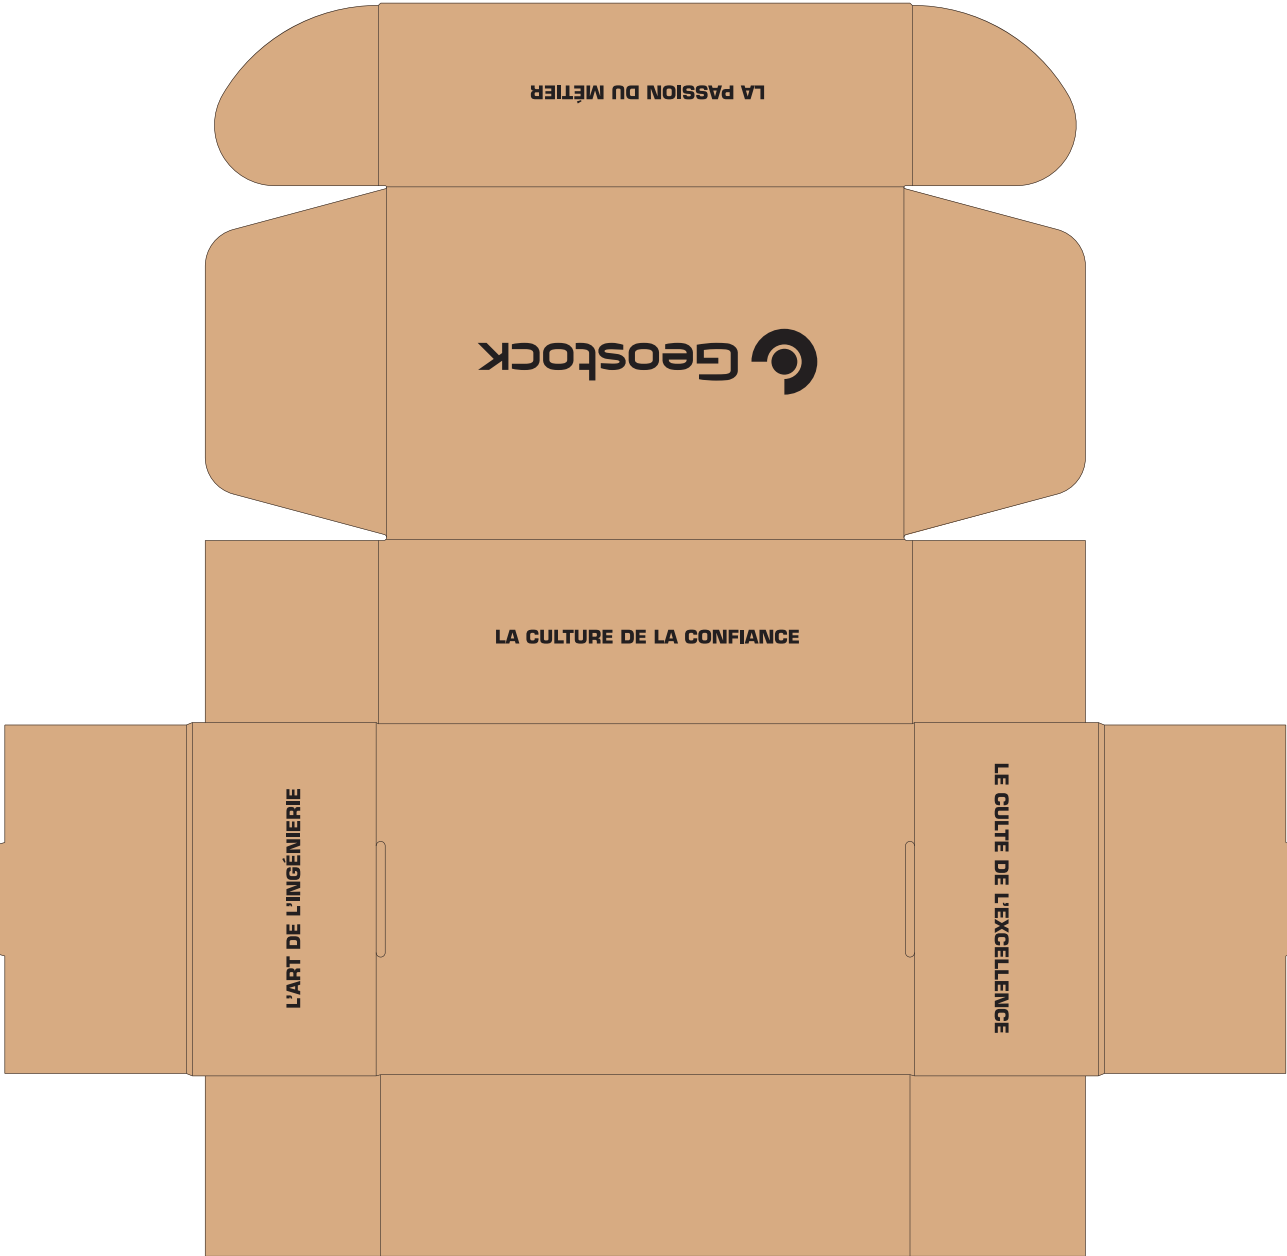 LA PASSION DU MÉTIER
Geostock
LA CULTURE DE LA CONFIANCE
L'ART DE L'INGÉNIERIE
LE CULTE DE L'EXCELLENCE